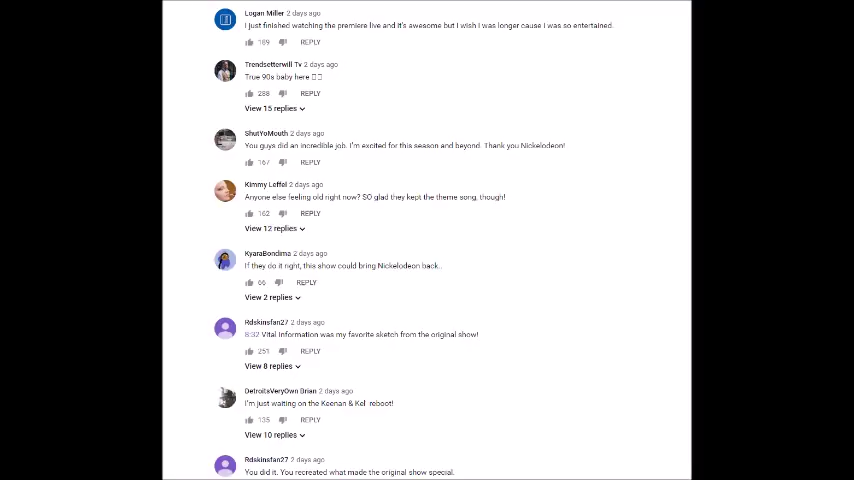 Logan Miller 2 days ago
I just finished watching the premiere live and it's awesome but I wish I was longer cause I was so entertained.
189 REPLY
Trendsetterwill Tv 2 days ago
True 90s baby here
288 REPLY
View 15 replies
ShutYoMouth 2 days ago
You guys did an incredible job. I'm excited for this season and beyond. Thank you Nickelodeon!
167 REPLY
Kimmy Leffel 2 days ago
Anyone else feeling old right now? SO glad they kept the theme song, though!
162 REPLY
View 12 replies
KyaraBondima 2 days ago
If they do it right, this show could bring Nickelodeon back..
66 REPLY
View 2 replies
Rdskinsfan27 2 days ago
8:32 Vital Information was my favorite sketch from the original show!
251 REPLY
View 8 replies
DetroitsVeryOwn Brian 2 days ago
I'm just waiting on the Keenan & Kel reboot!
135 REPLY
View 10 replies
Rdskinsfan27 2 days ago
You did it. You recreated what made the original show special.